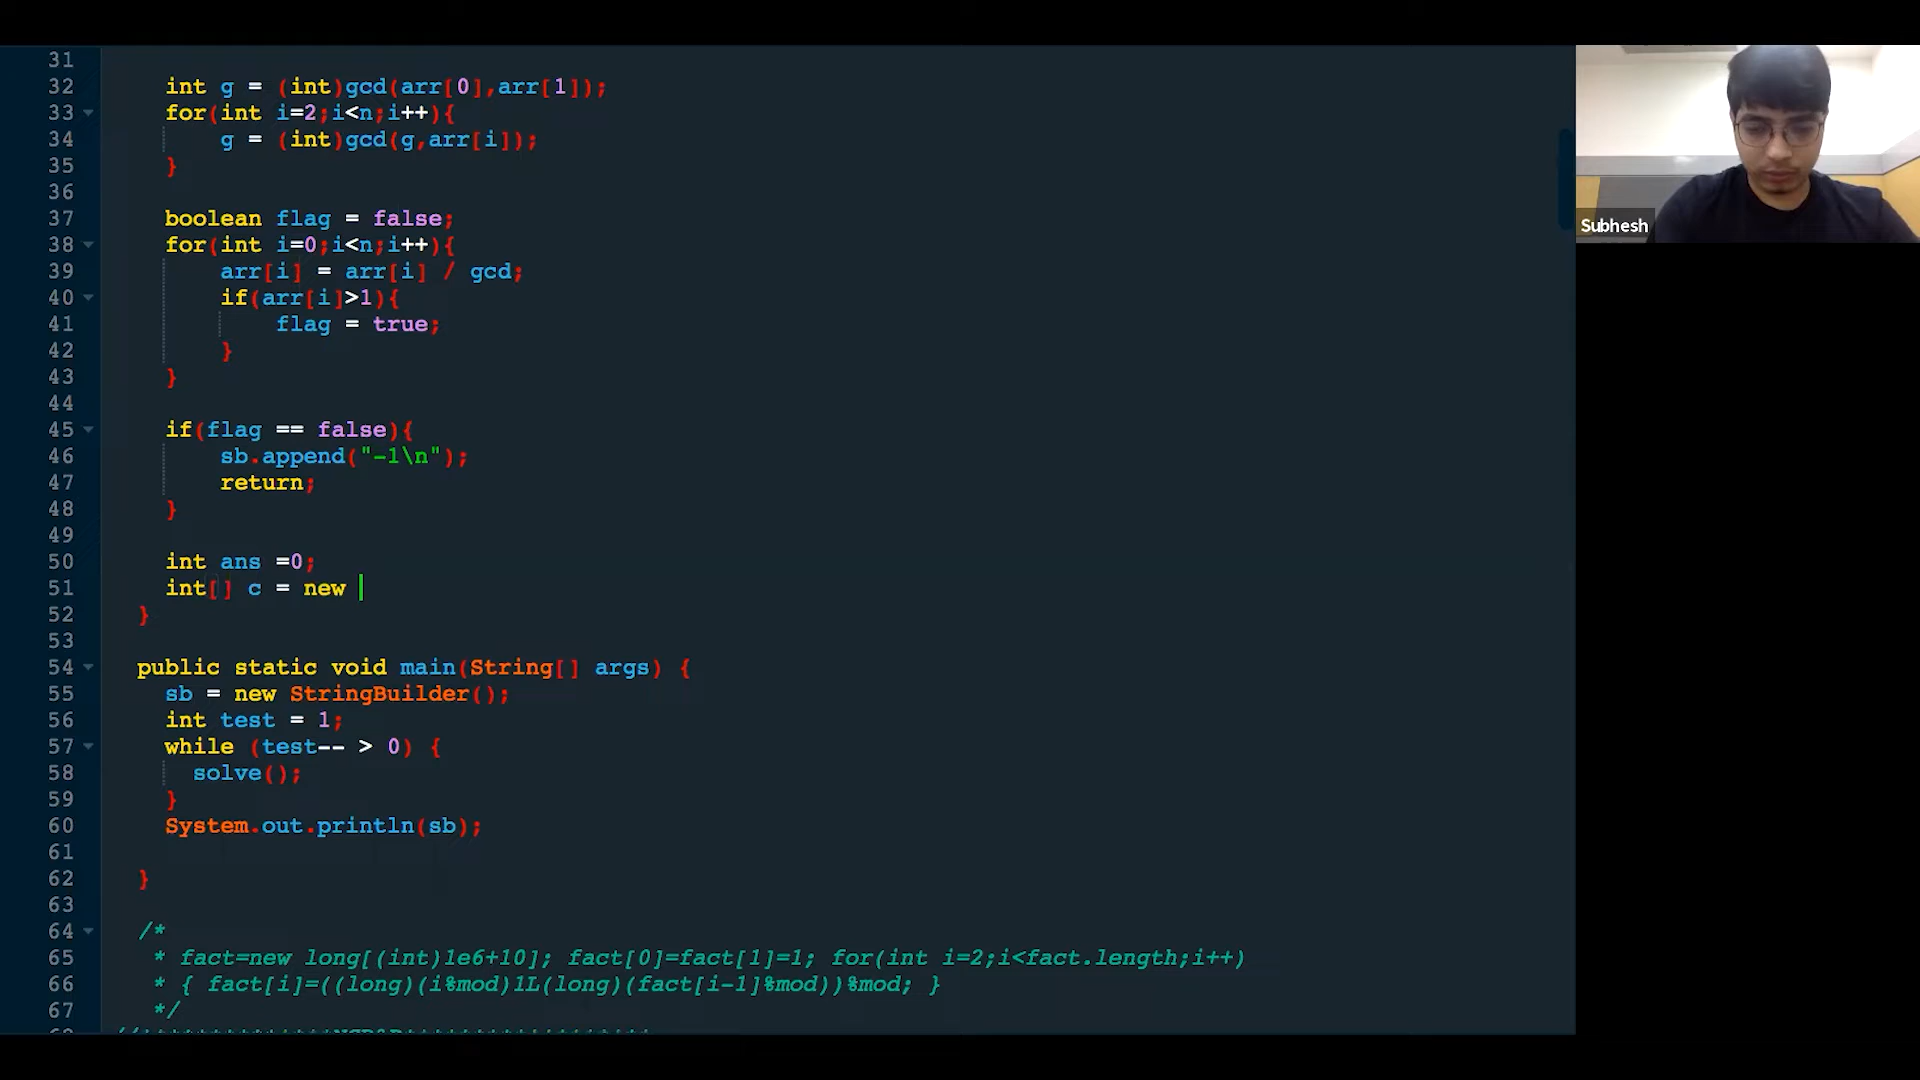 31
32 int g = (int)gcd(arr[0],arr[1]);
33 for(int i=2;i<n;i++){
34 g = (int)gcd(g,arr[i]);
35 }
36
37 boolean flag = false;
38 for(int i=0;i<n;i++){
39 arr[i] = arr[i] / gcd;
40 if(arr[i]>1){
41 flag = true;
42 }
43 }
44
45 if(flag == false){
46 sb.append("-1\n");
47 return;
48 }
49
50 int ans =0;
51 int[] c = new
52 }
53
54 public static void main(String[] args) {
55 sb = new StringBuilder();
56 int test = 1;
57 while (test-- > 0) {
58 solve();
59 }
60 System.out.println(sb);
61
62 }
63
64 /*
65 * fact=new long[(int)1e6+10]; fact[0]=fact[1]=1; for(int i=2;i<fact.length;i++)
66 * { fact[i]=((long)(i%mod)1L(long)(fact[i-1]%mod))%mod; }
67 */
Subhesh